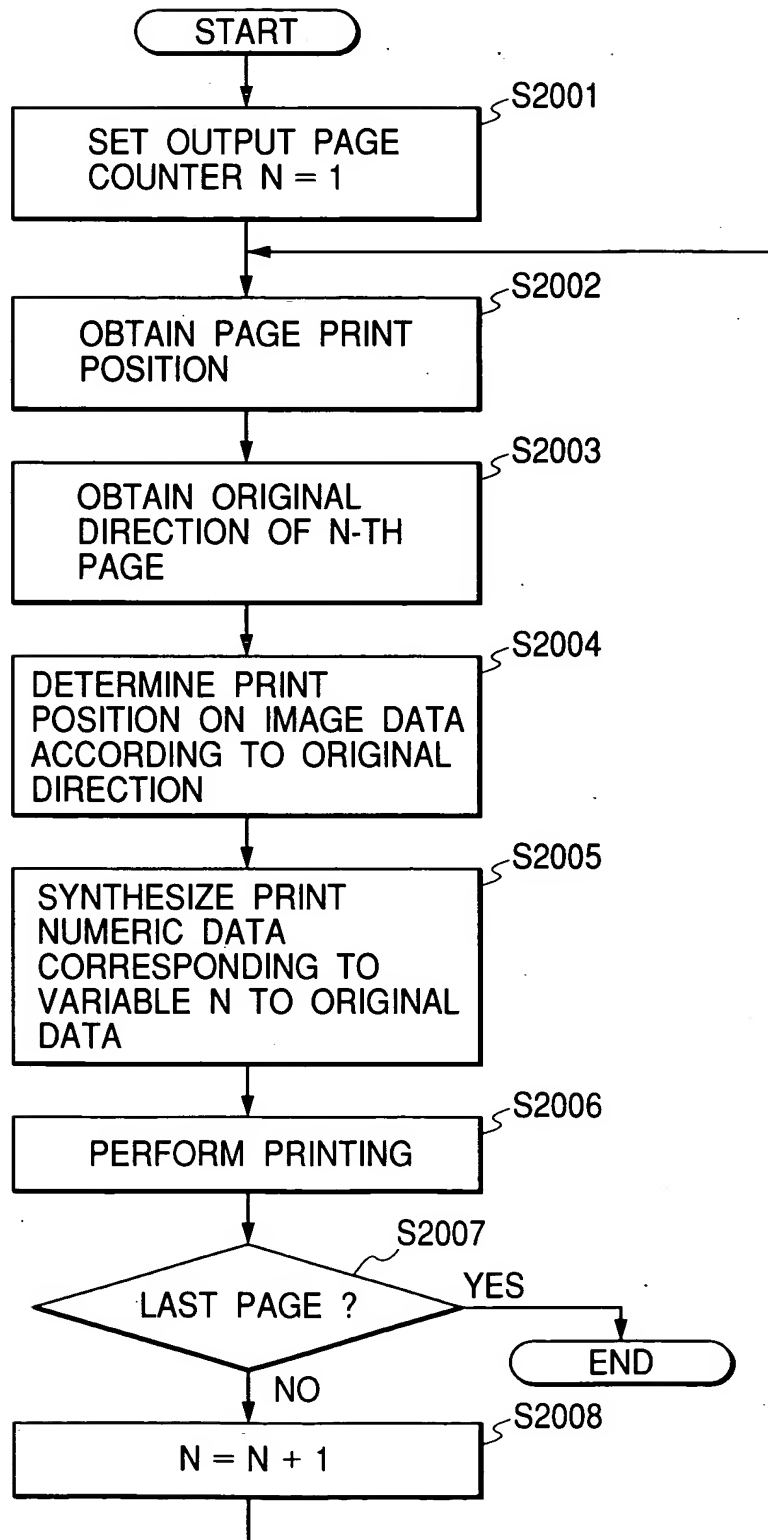 START
S2001
SET OUTPUT PAGE
COUNTER N = 1
S2002
OBTAIN PAGE PRINT
POSITION
S2003
OBTAIN ORIGINAL
DIRECTION OF N-TH
PAGE
S2004
DETERMINE PRINT
POSITION ON IMAGE DATA
ACCORDING TO ORIGINAL
DIRECTION
S2005
SYNTHESIZE PRINT
NUMERIC DATA
CORRESPONDING TO
VARIABLE N TO ORIGINAL
DATA
S2006
PERFORM PRINTING
S2007
LAST PAGE ?
YES
END
NO
S2008
N = N + 1